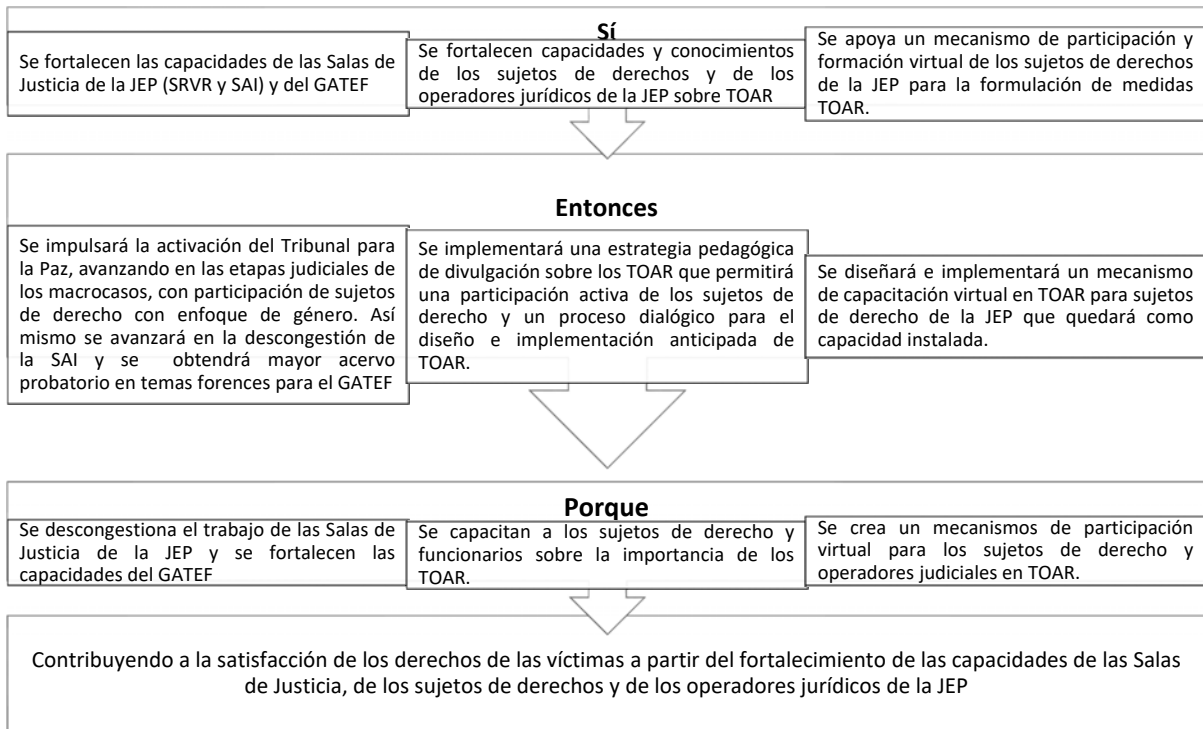 Sí
Se fortalecen las capacidades de las Salas de
Justicia de la JEP (SRVR y SAI) y del GATEF
Se fortalecen capacidades y conocimientos
de los sujetos de derechos y de los
operadores jurídicos de la JEP sobre TOAR
Se apoya un mecanismo de participación y
formación virtual de los sujetos de derechos
de la JEP para la formulación de medidas
TOAR.
Entonces
Se impulsará la activación del Tribunal para
la Paz, avanzando en las etapas judiciales de
los macrocasos, con participación de sujetos
de derecho con enfoque de género. Así
mismo se avanzará en la descongestión de
la SAI y se obtendrá mayor acervo
probatorio en temas forences para el GATEF
Se implementará una estrategia pedagógica
de divulgación sobre los TOAR que permitirá
una participación activa de los sujetos de
derecho y un proceso dialógico para el
diseño e implementación anticipada de
TOAR.
Se diseñará e implementará un mecanismo
de capacitación virtual en TOAR para sujetos
de derecho de la JEP que quedará como
capacidad instalada.
Porque
Se descongestiona el trabajo de las Salas de
Justicia de la JEP y se fortalecen las
capacidades del GATEF
Se capacitan a los sujetos de derecho y
funcionarios sobre la importancia de los
TOAR.
Se crea un mecanismos de participación
virtual para los sujetos de derecho y
operadores judiciales en TOAR.
Contribuyendo a la satisfacción de los derechos de las víctimas a partir del fortalecimiento de las capacidades de las Salas
de Justicia, de los sujetos de derechos y de los operadores jurídicos de la JEP